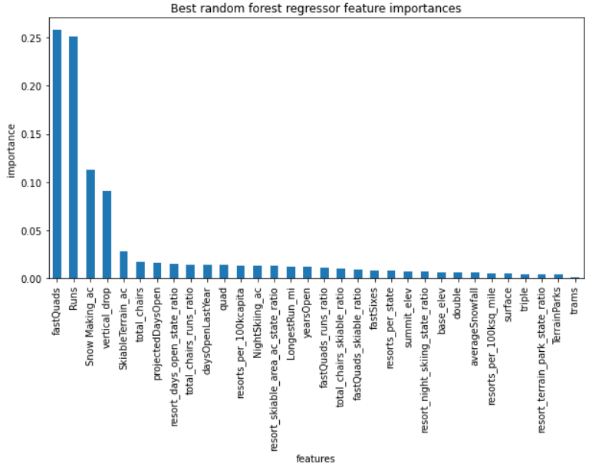 Best random forest regressor feature importances
0.25
0.20
0.15
0.10
0.05
0.00
importance
fastQuads
Runs
Snow Making_ac
vertical_drop
SkiableTerrain_ac
total_chairs
projectedDaysOpen
resort_days_open_state_ratio
total_chairs_runs_ratio
daysOpenLastYear
quad
resorts_per_100kcapita
NightSkiing_ac
resort_skiable_area_ac_state_ratio
LongestRun_mi
yearsOpen
fastQuads_runs_ratio
total_chairs_skiable_ratio
fastQuads_skiable_ratio
fastSixes
resorts_per_state
summit_elev
resort_night_skiing_state_ratio
base_elev
double
averageSnowfall
resorts_per_100ksq_mile
surface
triple
resort_terrain_park_state_ratio
TerrainParks
trams
features